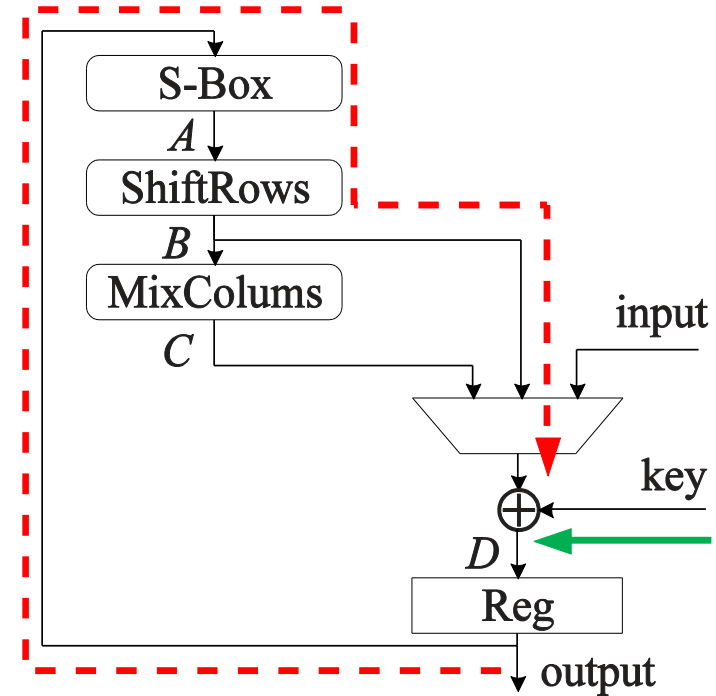 S-Box
A
ShiftRows
B
MixColums
C
input
key
D
Reg
output